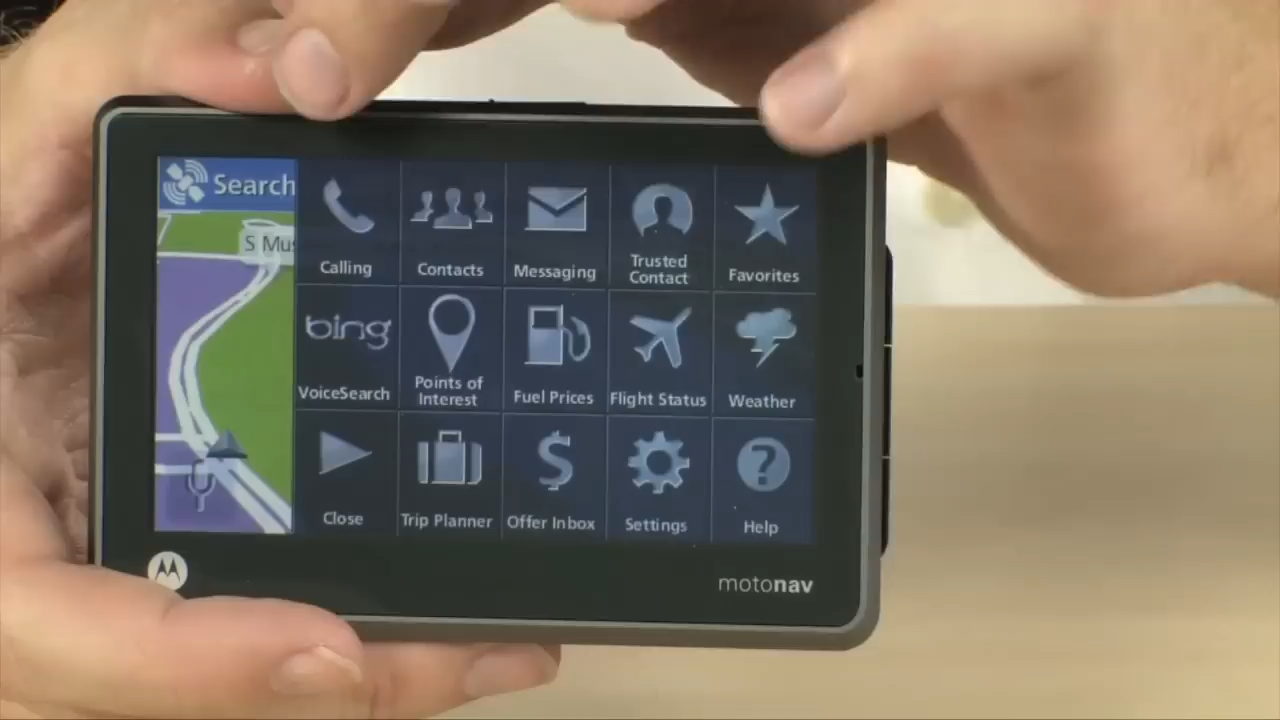 Search
S Mus
Calling
Contacts
Messaging
Trusted
Contact
Favorites
bing
VoiceSearch
Points of
Interest
Fuel Prices
Flight Status
Weather
Close
Trip Planner
$
Offer Inbox
Settings
?
Help
motonav